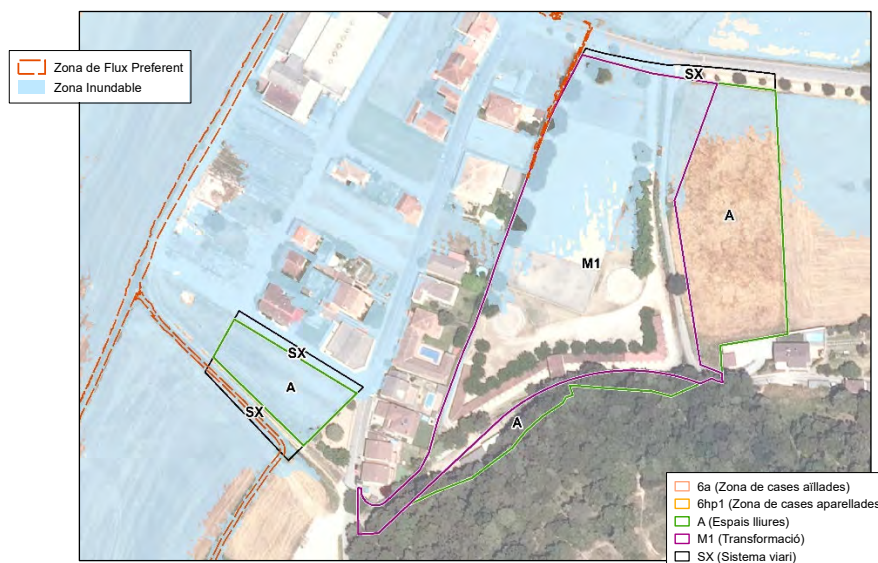 Zona de Flux Preferent
Zona Inundable
SX
A
M1
SX
A
SX
A
6a (Zona de cases aïllades)
6hp1 (Zona de cases aparellades
A (Espais lliures)
M1 (Transformació)
SX (Sistema viari)